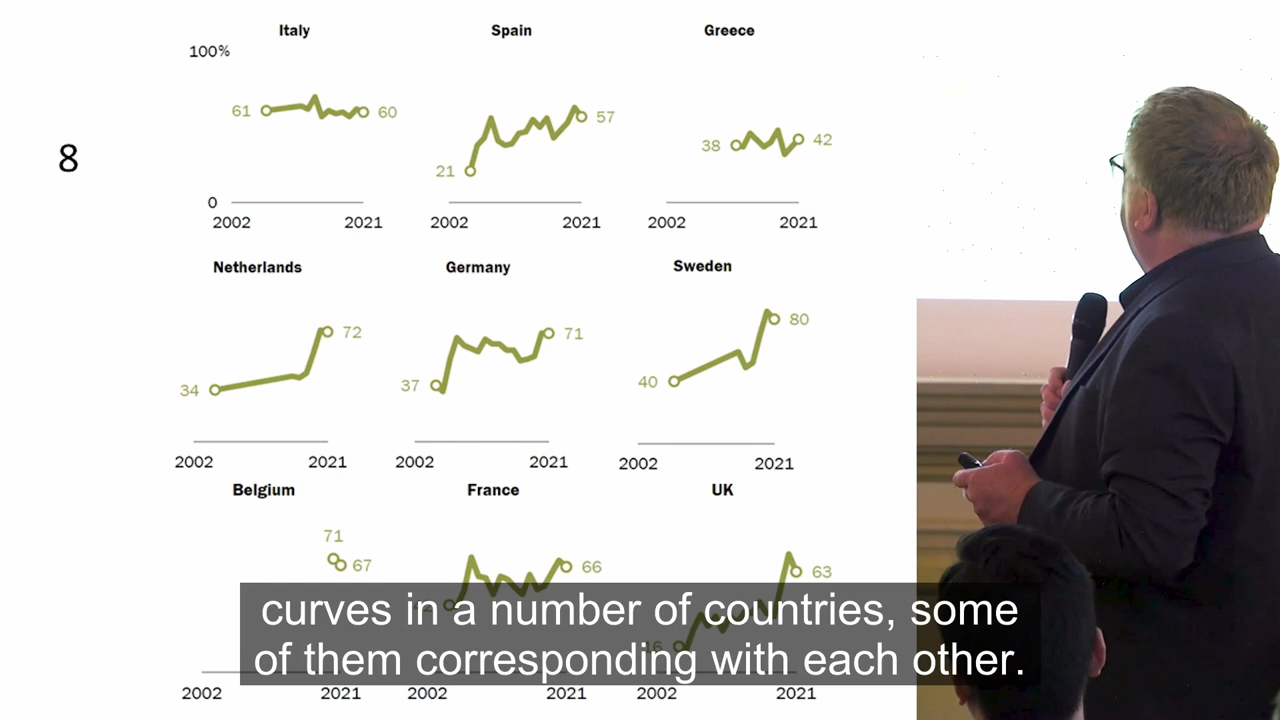 Italy Spain Greece
100%
61 60 57 38 42
21
8
0
2002 2021 2002 2021 2002 2021
Netherlands Germany Sweden
34 72 37 71 40 80
2002 2021 2002 2021 2002 2021
Belgium France UK
71
67 66 63
curves in a number of countries, some
of them corresponding with each other.
2002 2021 2002 2021 2002 2021